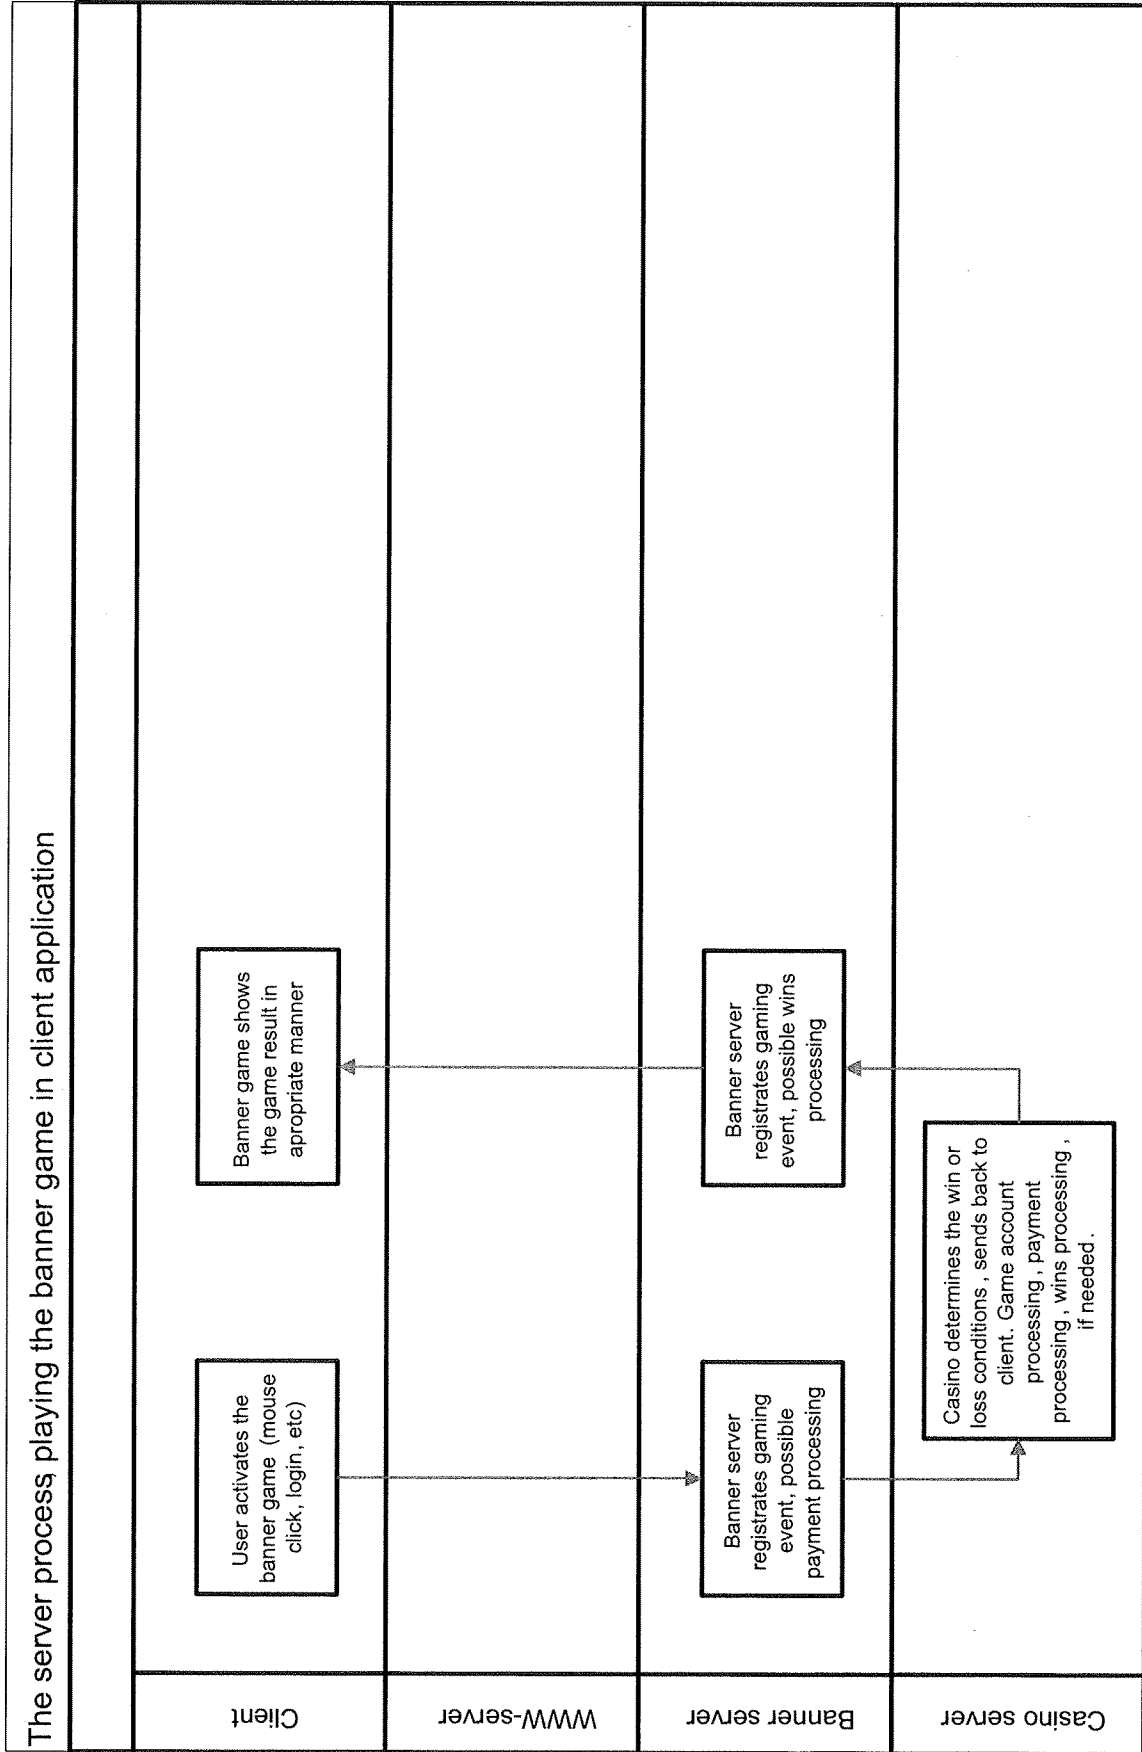 The server process, playing the banner game in client application
Client
User activates the
banner game (mouse
click, login, etc)
Banner game shows
the game result in
apropriate manner
WWW-server
Banner server
Banner server
registrates gaming
event, possible
payment processing
Banner server
registrates gaming
event, possible wins
processing
Casino server
Casino determines the win or
loss conditions , sends back to
client. Game account
processing , payment
processing , wins processing ,
if needed .